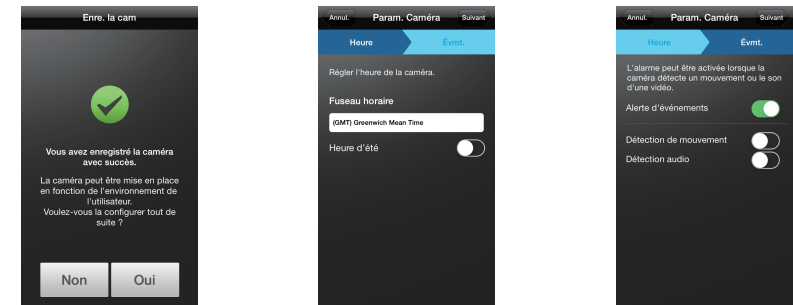 Enre. la cam
Vous avez enregistré la caméra
avec succès.
La caméra peut être mise en place
en fonction de l'environnement de
l'utilisateur.
Voulez-vous la configurer tout de
suite ?
Non Oui
Annul. Param. Caméra Suivant
Heure Évmt.
Régler l'heure de la caméra.
Fuseau horaire
(GMT) Greenwich Mean Time
Heure d'été
Annul. Param. Caméra Suivant
Heure Évmt.
L'alarme peut être activée lorsque la
caméra détecte un mouvement ou le son
d'une vidéo.
Alerte d'événements
Détection de mouvement
Détection audio